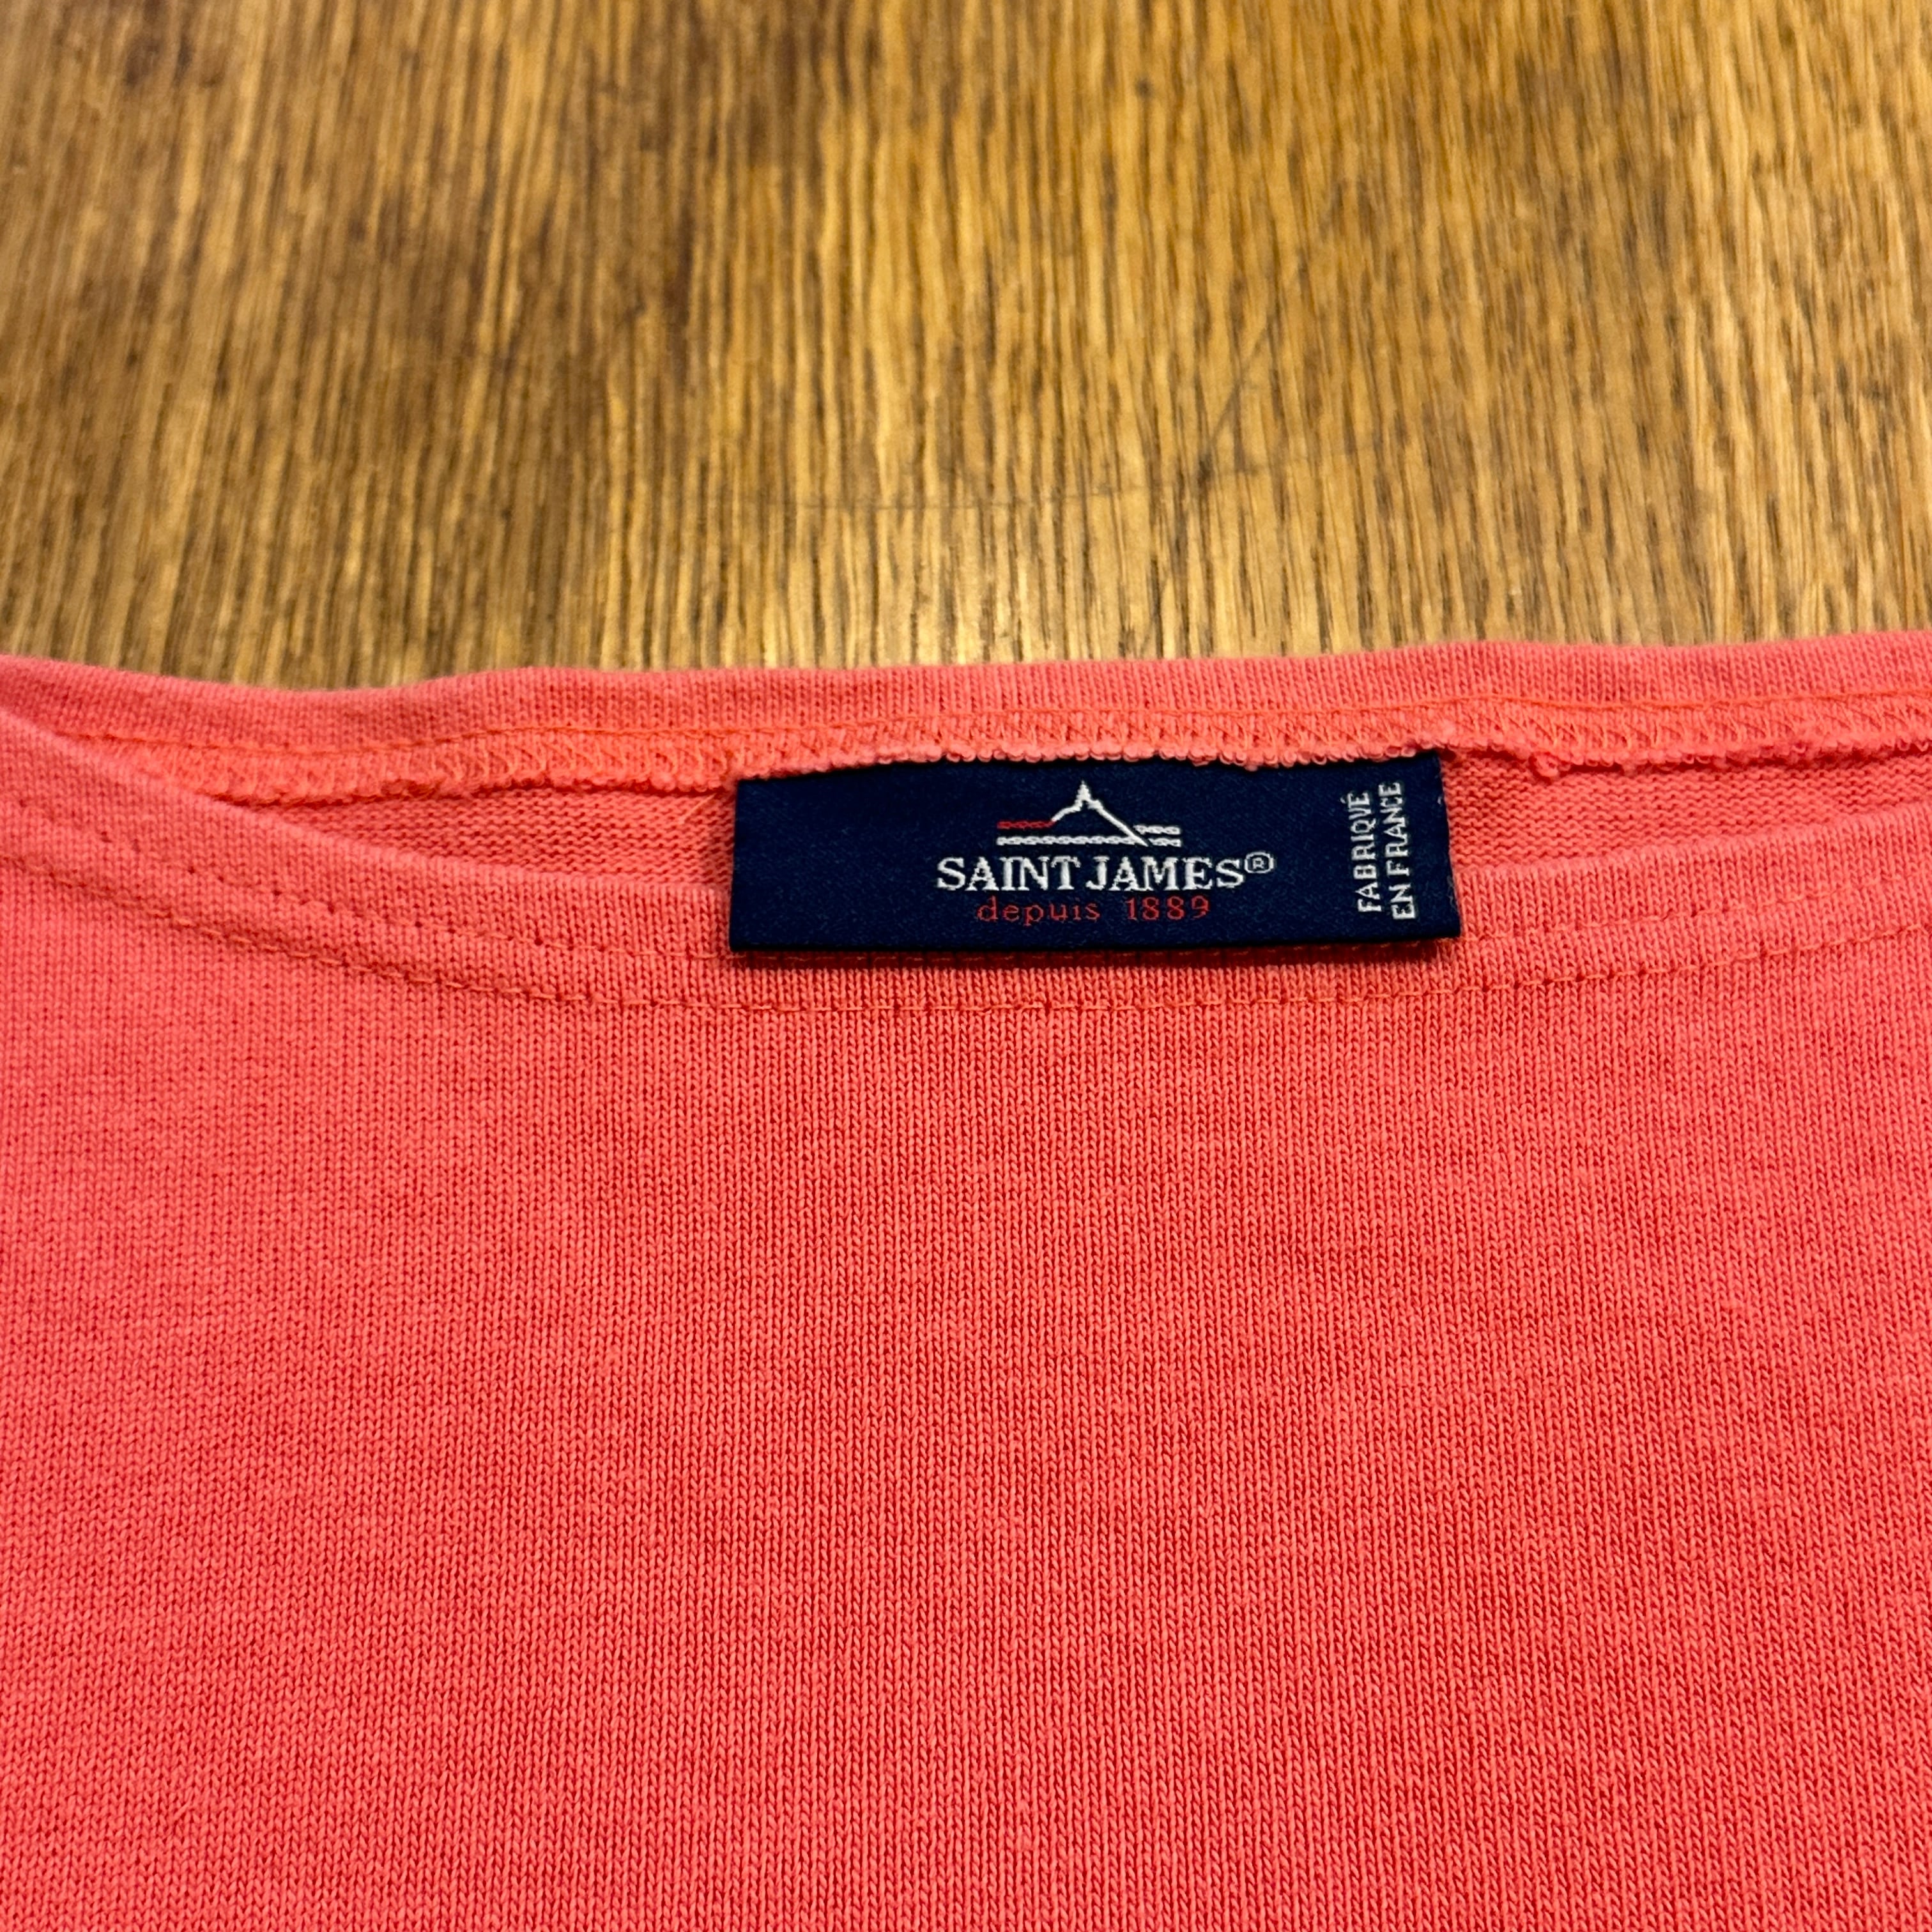 SAINT JAMES®
depuis 1889
FABRIQUÉ
EN FRANCE